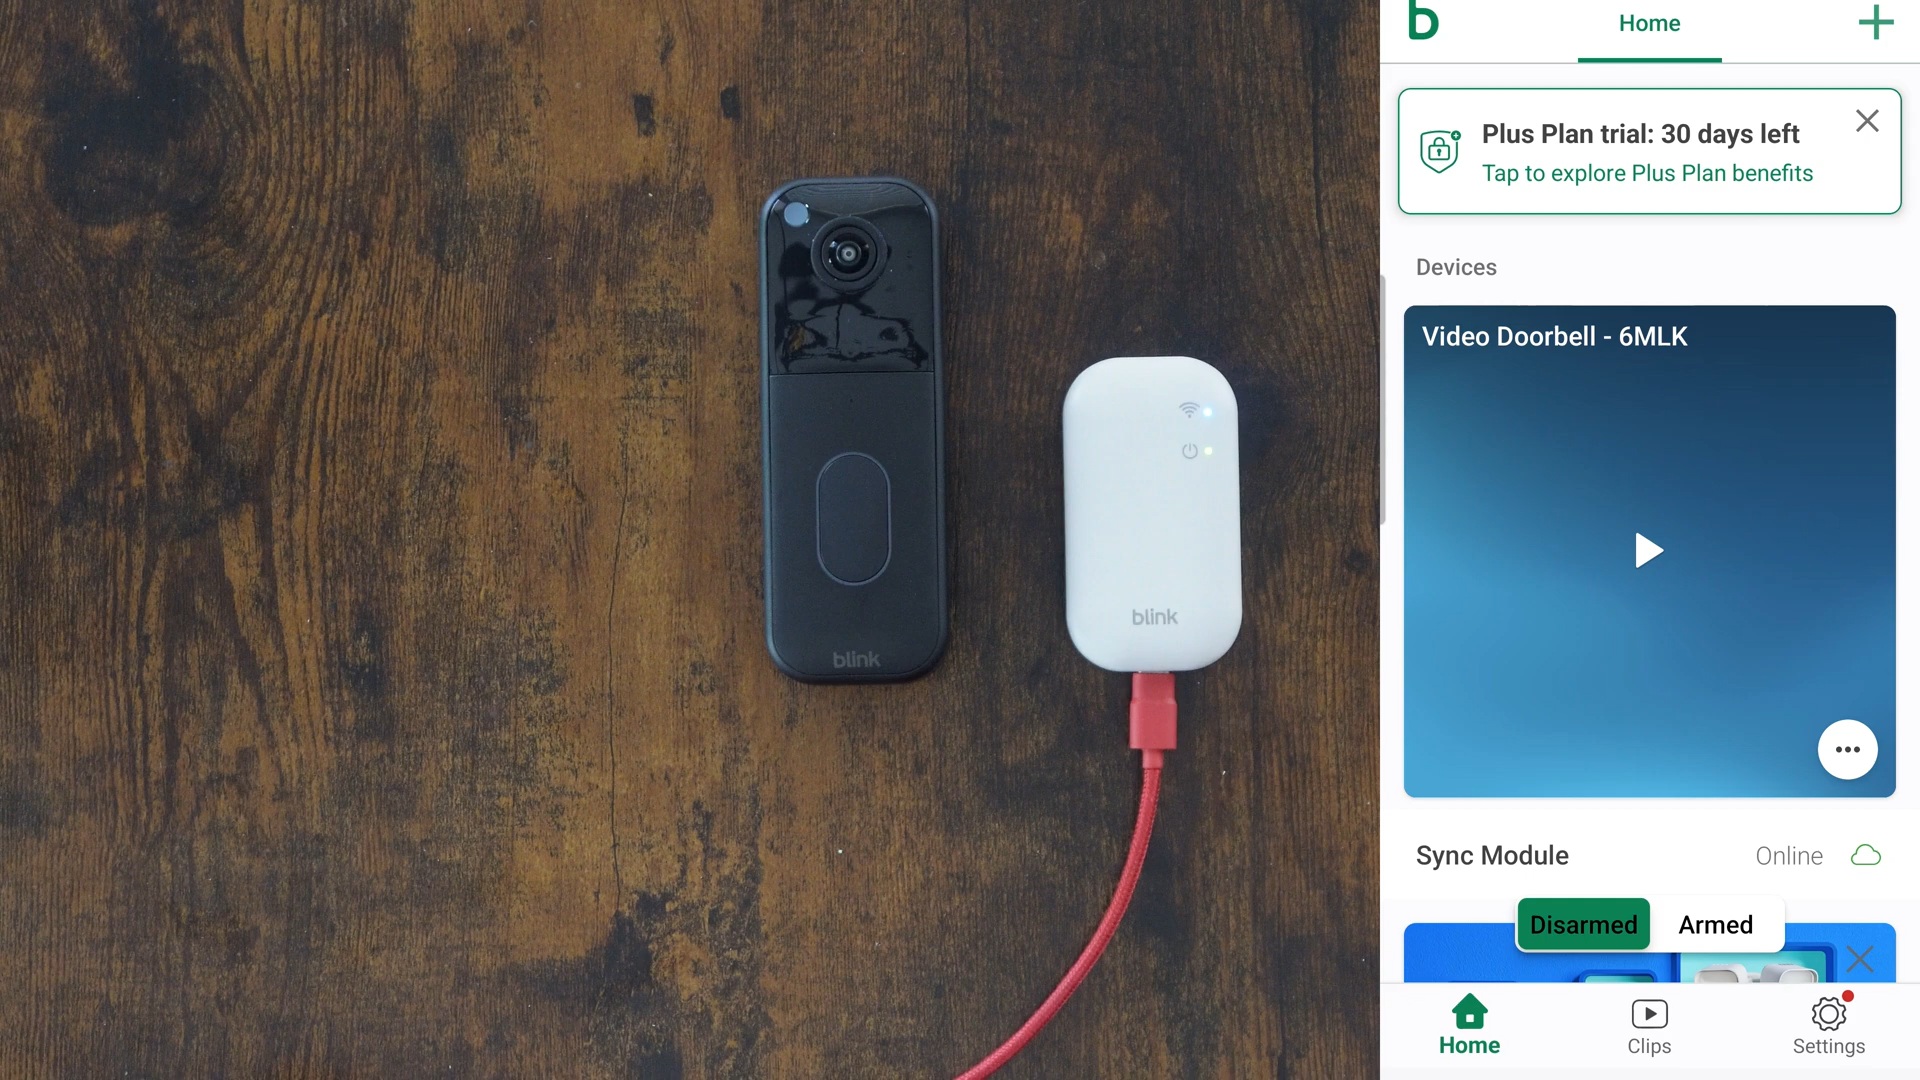 blink
blink
b
Home
Plus Plan trial: 30 days left
Tap to explore Plus Plan benefits
Devices
Video Doorbell - 6MLK
Sync Module
Online
Disarmed
Armed
Home
Clips
Settings